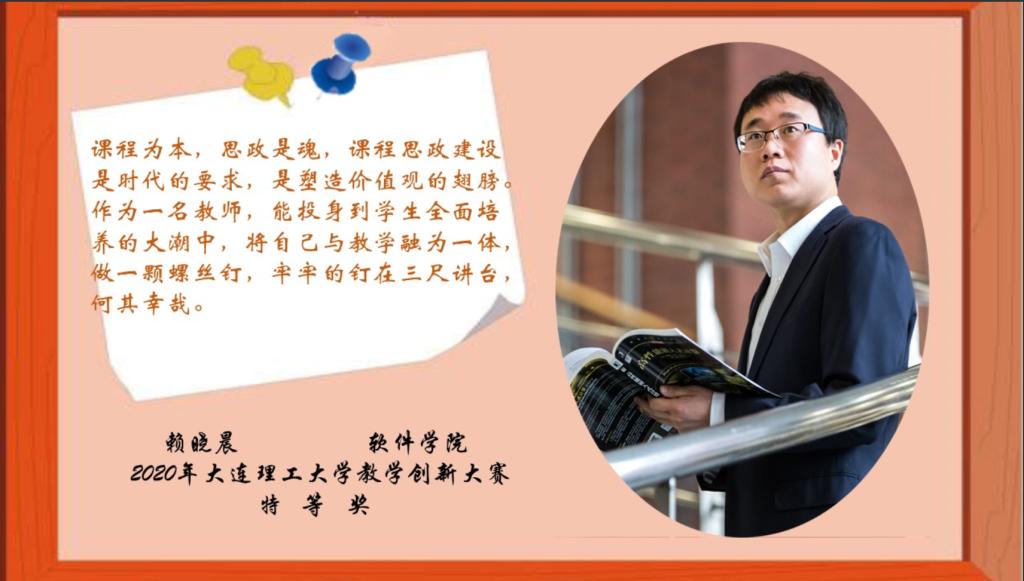 课程为本，思政是魂，课程思政建设
是时代的要求，是塑造价值观的翅膀。
作为一名教师，能投身到学生全面培
养的大潮中，将自己与教学融为一体，
做一颗螺丝钉，牢牢的钉在三尺讲台，
何其幸哉。
赖晓晨 软件学院
2020年大连理工大学教学创新大赛
特 等 奖